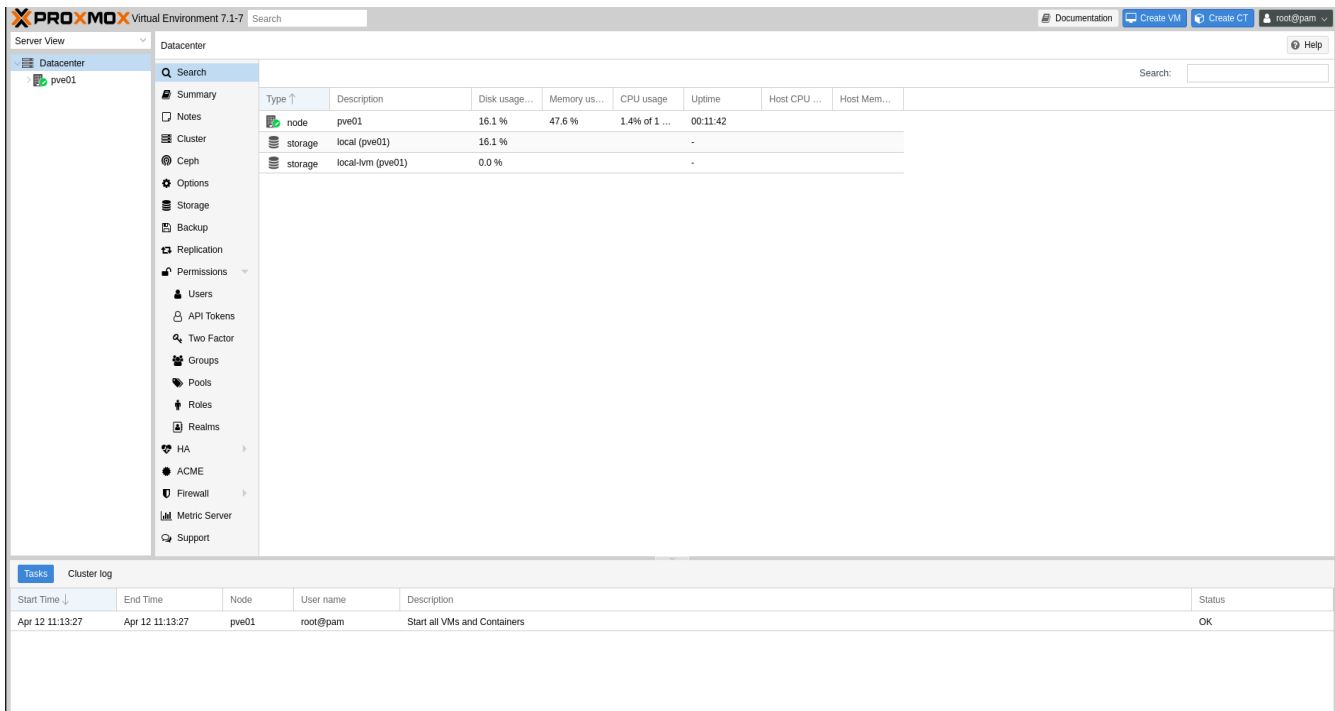 PROXMOX Virtual Environment 7.1-7 Search Documentation Create VM Create CT root@pam
Server View
Datacenter
pve01
Datacenter Help
Search
Summary
Notes
Cluster
Ceph
Options
Storage
Backup
Replication
Permissions
Users
API Tokens
Two Factor
Groups
Pools
Roles
Realms
HA
ACME
Firewall
Metric Server
Support
Search:
Type Description Disk usage... Memory us... CPU usage Uptime Host CPU ... Host Mem...
node pve01 16.1 % 47.6 % 1.4% of 1 ... 00:11:42
storage local (pve01) 16.1 % -
storage local-lvm (pve01) 0.0 % -
Tasks Cluster log
Start Time End Time Node User name Description Status
Apr 12 11:13:27 Apr 12 11:13:27 pve01 root@pam Start all VMs and Containers OK